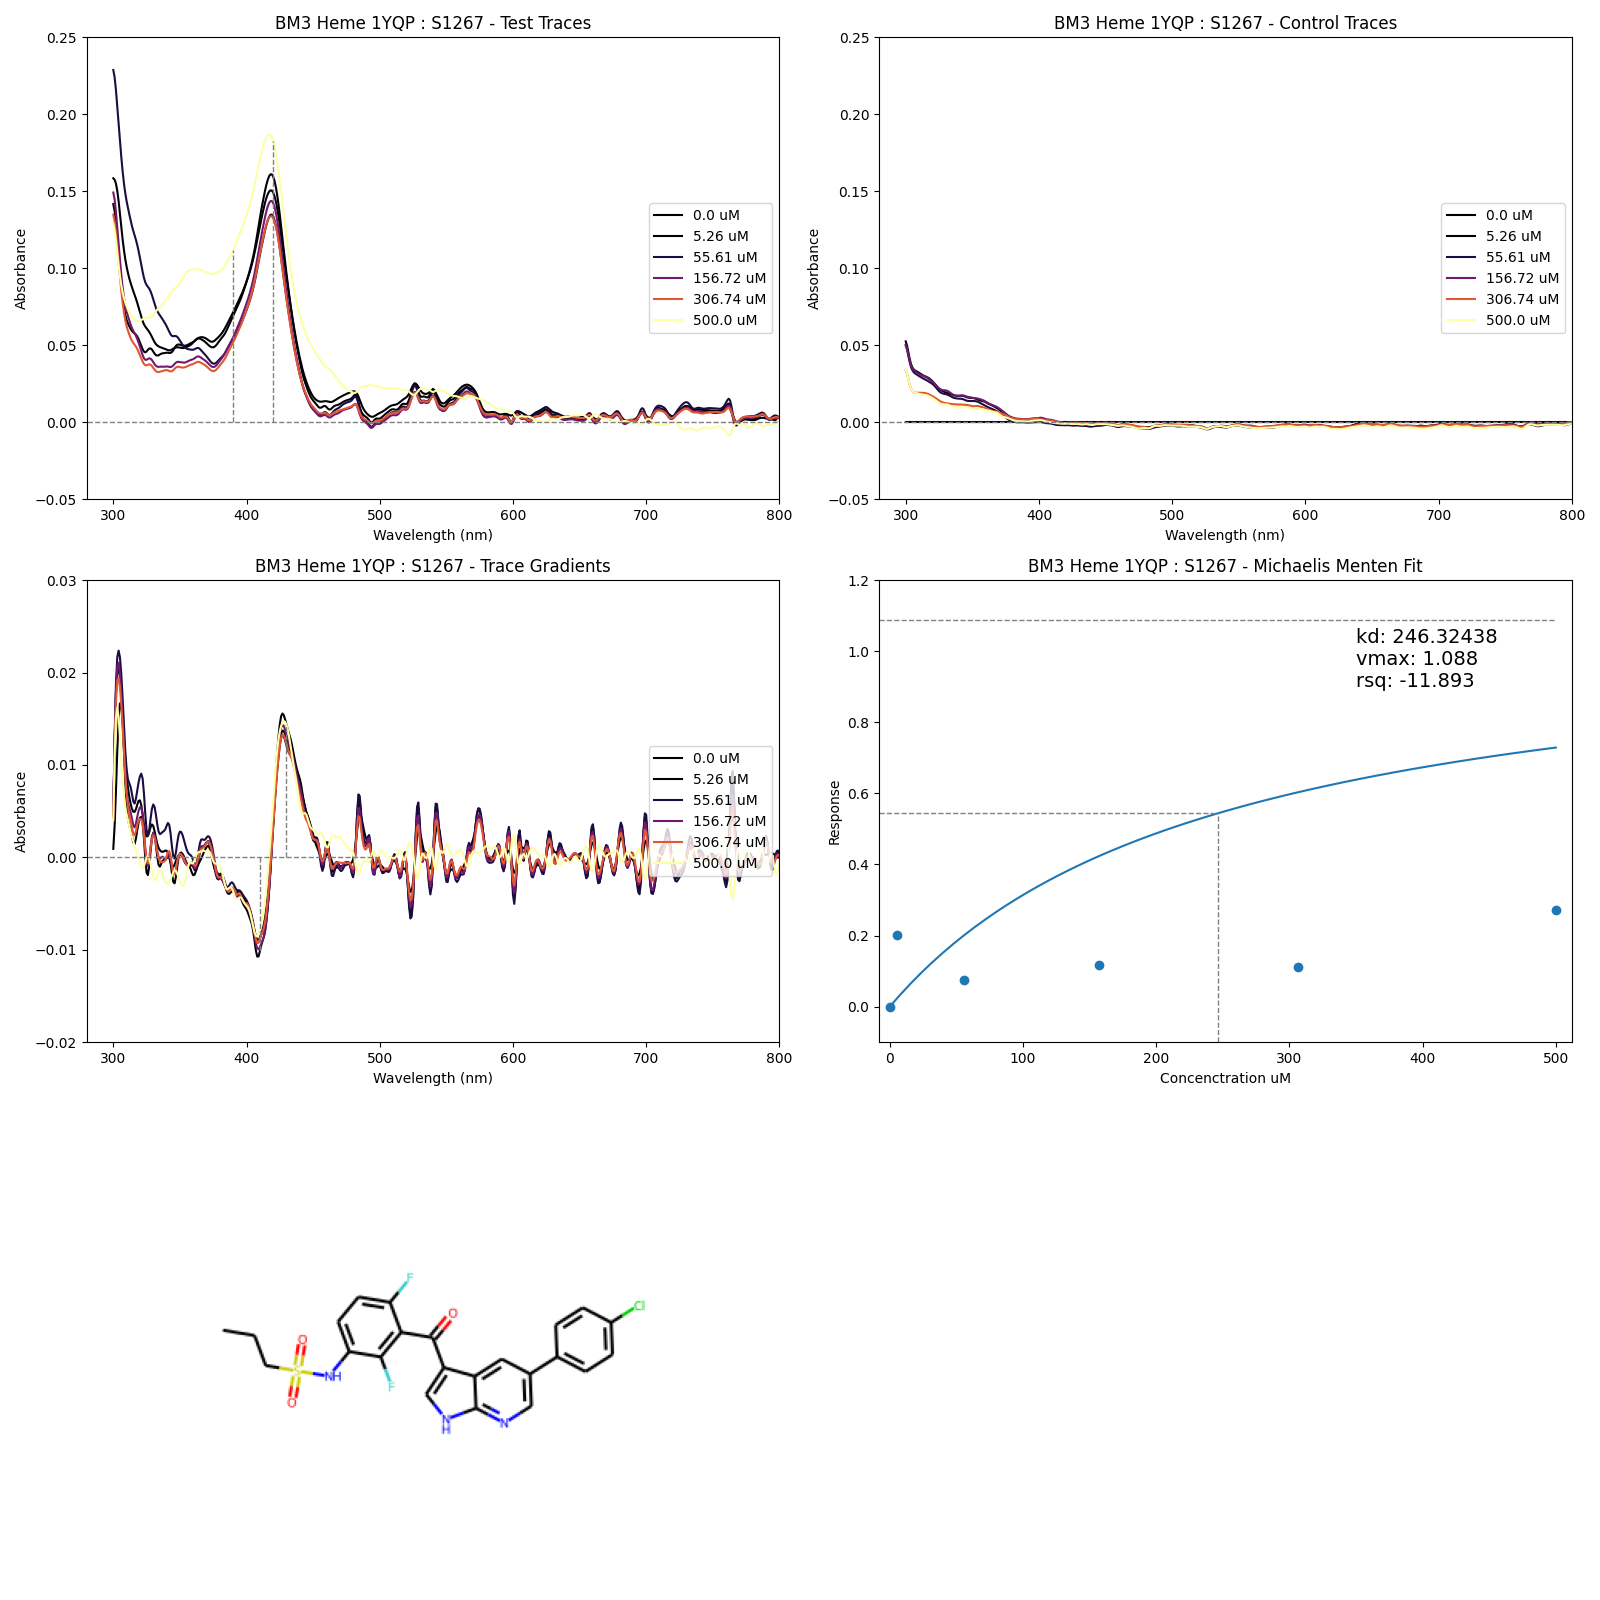 BM3 Heme 1YQP : S1267 - Test Traces
0.25
0.20
0.15
0.10
0.05
0.00
−0.05
Absorbance
300
400
500
600
700
800
Wavelength (nm)
0.0 uM
5.26 uM
55.61 uM
156.72 uM
306.74 uM
500.0 uM
BM3 Heme 1YQP : S1267 - Control Traces
0.25
0.20
0.15
0.10
0.05
0.00
−0.05
Absorbance
300
400
500
600
700
800
Wavelength (nm)
0.0 uM
5.26 uM
55.61 uM
156.72 uM
306.74 uM
500.0 uM
BM3 Heme 1YQP : S1267 - Trace Gradients
0.03
0.02
0.01
0.00
−0.01
−0.02
Absorbance
300
400
500
600
700
800
Wavelength (nm)
0.0 uM
5.26 uM
55.61 uM
156.72 uM
306.74 uM
500.0 uM
BM3 Heme 1YQP : S1267 - Michaelis Menten Fit
1.2
1.0
0.8
0.6
0.4
0.2
0.0
Response
0
100
200
300
400
500
Concenctration uM
kd: 246.32438
vmax: 1.088
rsq: -11.893
F
O
Cl
O
S
NH
F
O
N
H
N